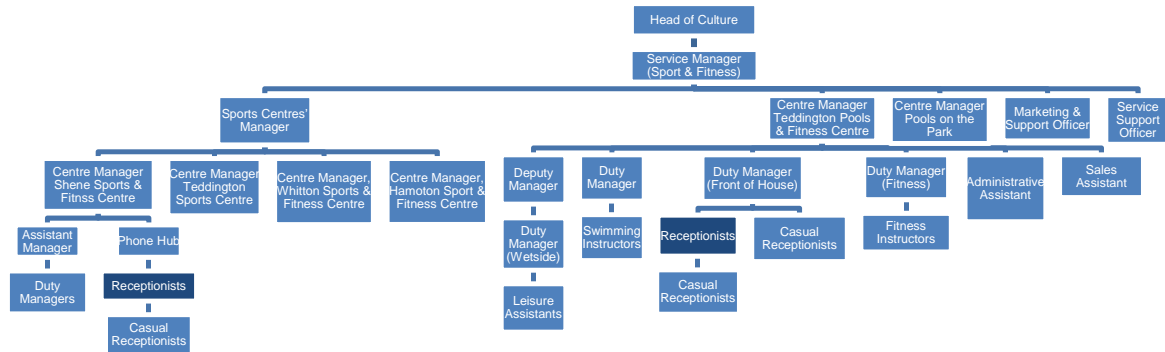 Head of Culture
Service Manager
(Sport & Fitness)
Sports Centres'
Manager
Centre Manager
Teddington Pools
& Fitness Centre
Centre Manager
Pools on the
Park
Marketing &
Support Officer
Service
Support
Officer
Centre Manager
Shene Sports &
Fitnss Centre
Centre Manager
Teddington
Sports Centre
Centre Manager,
Whitton Sports &
Fitness Centre
Centre Manager,
Hamoton Sport &
Fitness Centre
Deputy
Manager
Duty
Manager
Duty Manager
(Front of House)
Duty Manager
(Fitness)
Administrative
Assistant
Sales
Assistant
Assistant
Manager
Phone Hub
Duty
Manager
(Wetside)
Swimming
Instructors
Receptionists
Casual
Receptionists
Fitness
Instructors
Duty
Managers
Receptionists
Leisure
Assistants
Casual
Receptionists
Casual
Receptionists